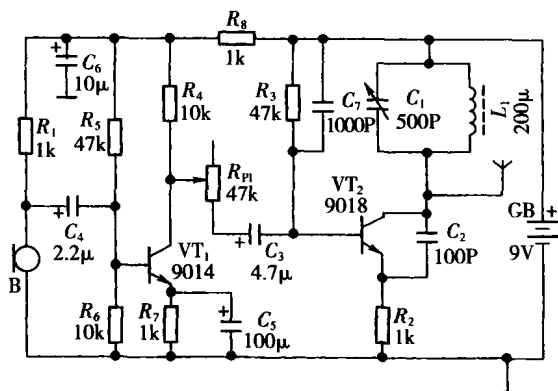 R8
1k
C6
10μ
R4
10k
R3
47k
C7
1000P
C1
500P
L1
200μ
R1
1k
R5
47k
RP1
47k
C4
2.2μ
VT1
9014
C3
4.7μ
VT2
9018
C2
100P
GB
9V
B
R6
10k
R7
1k
C5
100μ
R2
1k